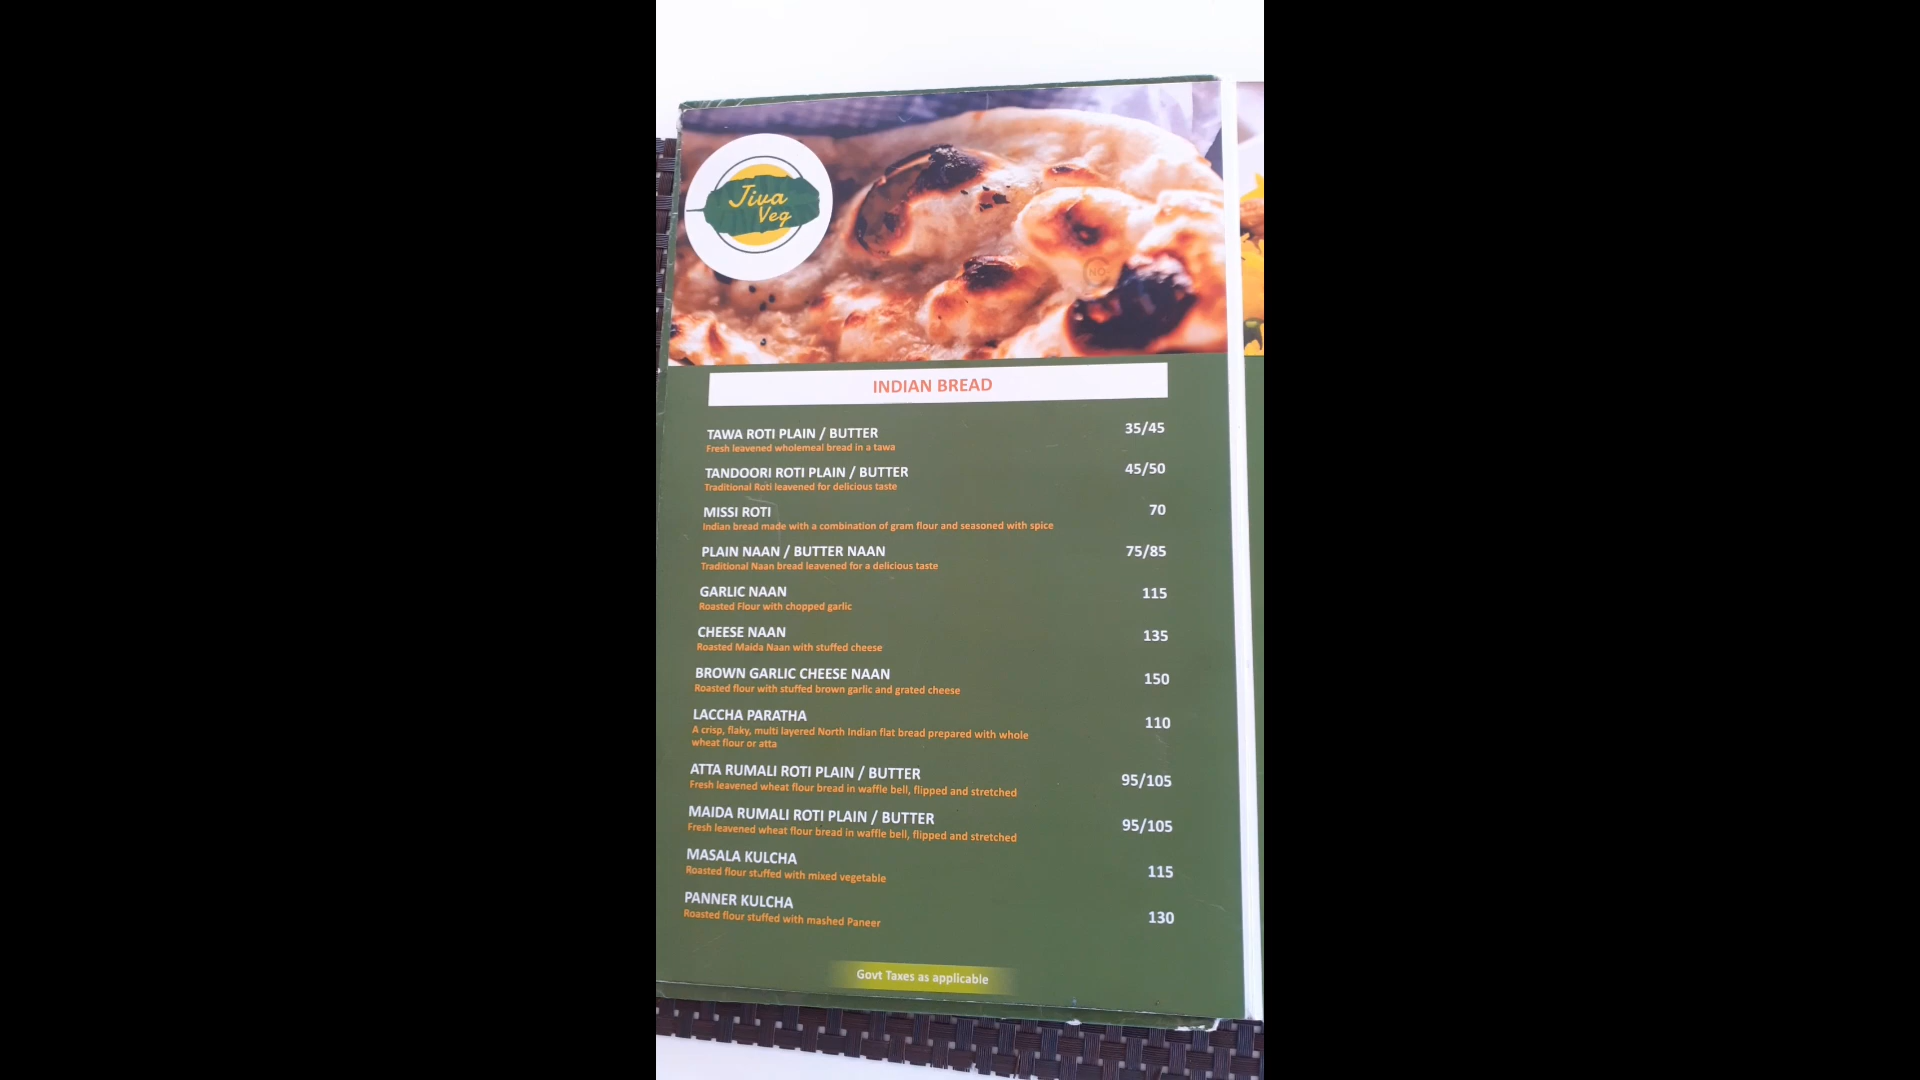 Jiva
Veg
INDIAN BREAD
TAWA ROTI PLAIN / BUTTER 35/45
Fresh leavened wholemeal bread in a tawa
TANDOORI ROTI PLAIN / BUTTER 45/50
Traditional Roti leavened for delicious taste
MISSI ROTI 70
Indian bread made with a combination of gram flour and seasoned with spice
PLAIN NAAN / BUTTER NAAN 75/85
Traditional Naan bread leavened for a delicious taste
GARLIC NAAN 115
Roasted Flour with chopped garlic
CHEESE NAAN 135
Roasted Maida Naan with stuffed cheese
BROWN GARLIC CHEESE NAAN 150
Roasted flour with stuffed brown garlic and grated cheese
LACCHA PARATHA 110
A crisp, flaky, multi layered North Indian flat bread prepared with whole
wheat flour or atta
ATTA RUMALI ROTI PLAIN / BUTTER 95/105
Fresh leavened wheat flour bread in waffle bell, flipped and stretched
MAIDA RUMALI ROTI PLAIN / BUTTER 95/105
Fresh leavened wheat flour bread in waffle bell, flipped and stretched
MASALA KULCHA 115
Roasted flour stuffed with mixed vegetable
PANNER KULCHA 130
Roasted flour stuffed with mashed Paneer
Govt Taxes as applicable